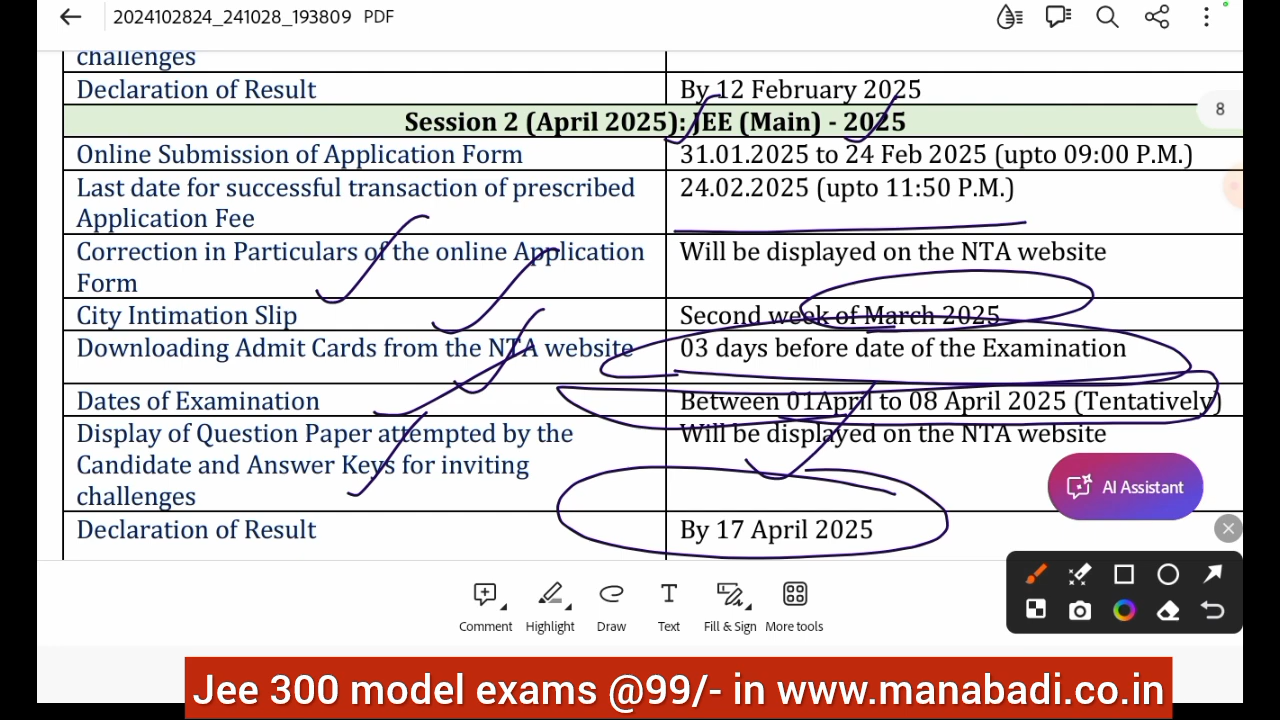 2024102824_241028_193809 PDF
challenges
Declaration of Result
By 12 February 2025
8
Session 2 (April 2025): JEE (Main) - 2025
Online Submission of Application Form
31.01.2025 to 24 Feb 2025 (upto 09:00 P.M.)
Last date for successful transaction of prescribed
Application Fee
24.02.2025 (upto 11:50 P.M.)
Correction in Particulars of the online Application
Form
Will be displayed on the NTA website
City Intimation Slip
Second week of March 2025
Downloading Admit Cards from the NTA website
03 days before date of the Examination
Dates of Examination
Between 01April to 08 April 2025 (Tentatively)
Display of Question Paper attempted by the
Candidate and Answer Keys for inviting
challenges
Will be displayed on the NTA website
AI Assistant
Declaration of Result
By 17 April 2025
Comment
Highlight
Draw
Text
Fill & Sign
More tools
Jee 300 model exams @99/- in www.manabadi.co.in